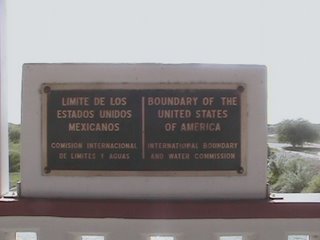 LIMITE DE LOS
ESTADOS UNIDOS
MEXICANOS
COMISION INTERNACIONAL
DE LIMITES Y AGUAS
BOUNDARY OF THE
UNITED STATES
OF AMERICA
INTERNATIONAL BOUNDARY
AND WATER COMMISSION